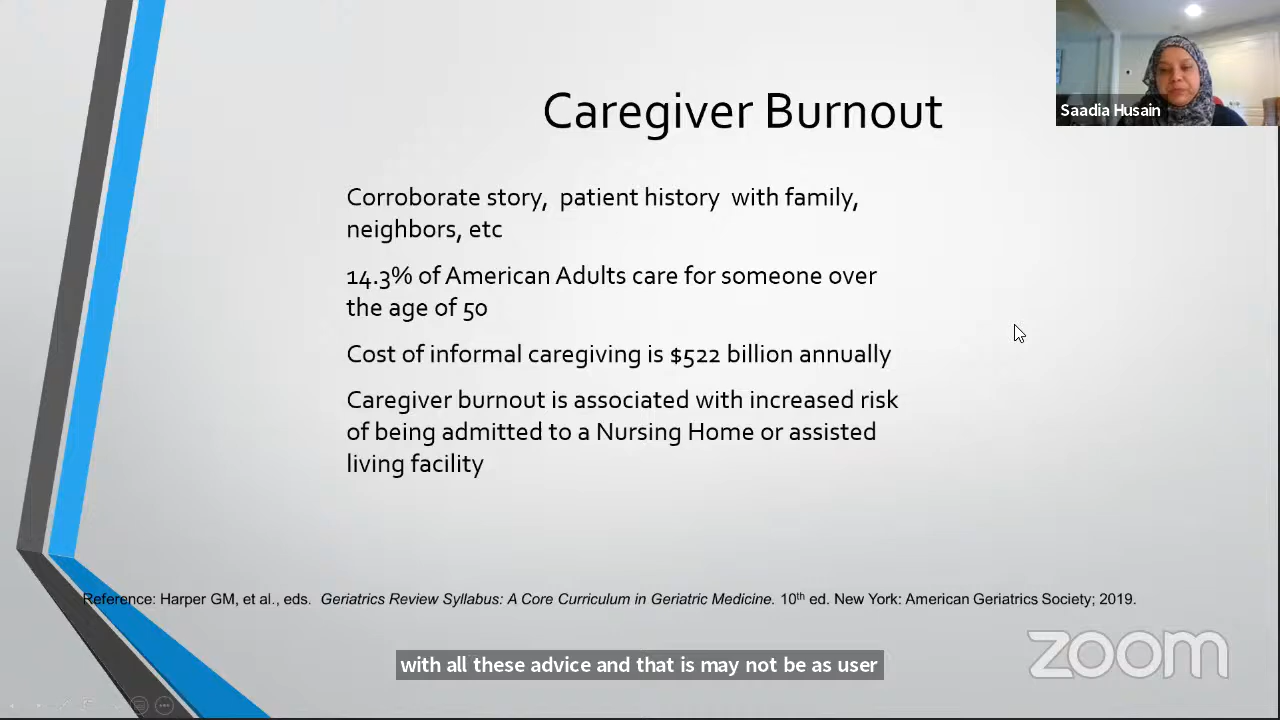 Saadia Husain
Caregiver Burnout
Corroborate story,  patient history  with family,
neighbors, etc
14.3% of American Adults care for someone over
the age of 50
Cost of informal caregiving is $522 billion annually
Caregiver burnout is associated with increased risk
of being admitted to a Nursing Home or assisted
living facility
Reference: Harper GM, et al., eds.  Geriatrics Review Syllabus: A Core Curriculum in Geriatric Medicine. 10th ed. New York: American Geriatrics Society; 2019.
zoom
with all these advice and that is may not be as user